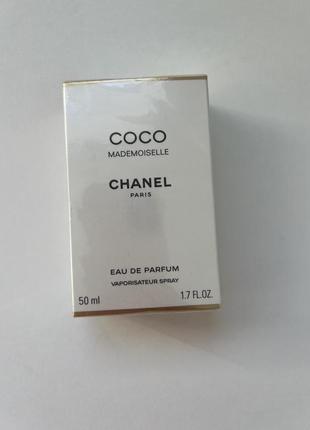 COCO
MADEMOISELLE
CHANEL
PARIS
EAU DE PARFUM
VAPORISATEUR SPRAY
50 ml 1.7 FL.OZ.